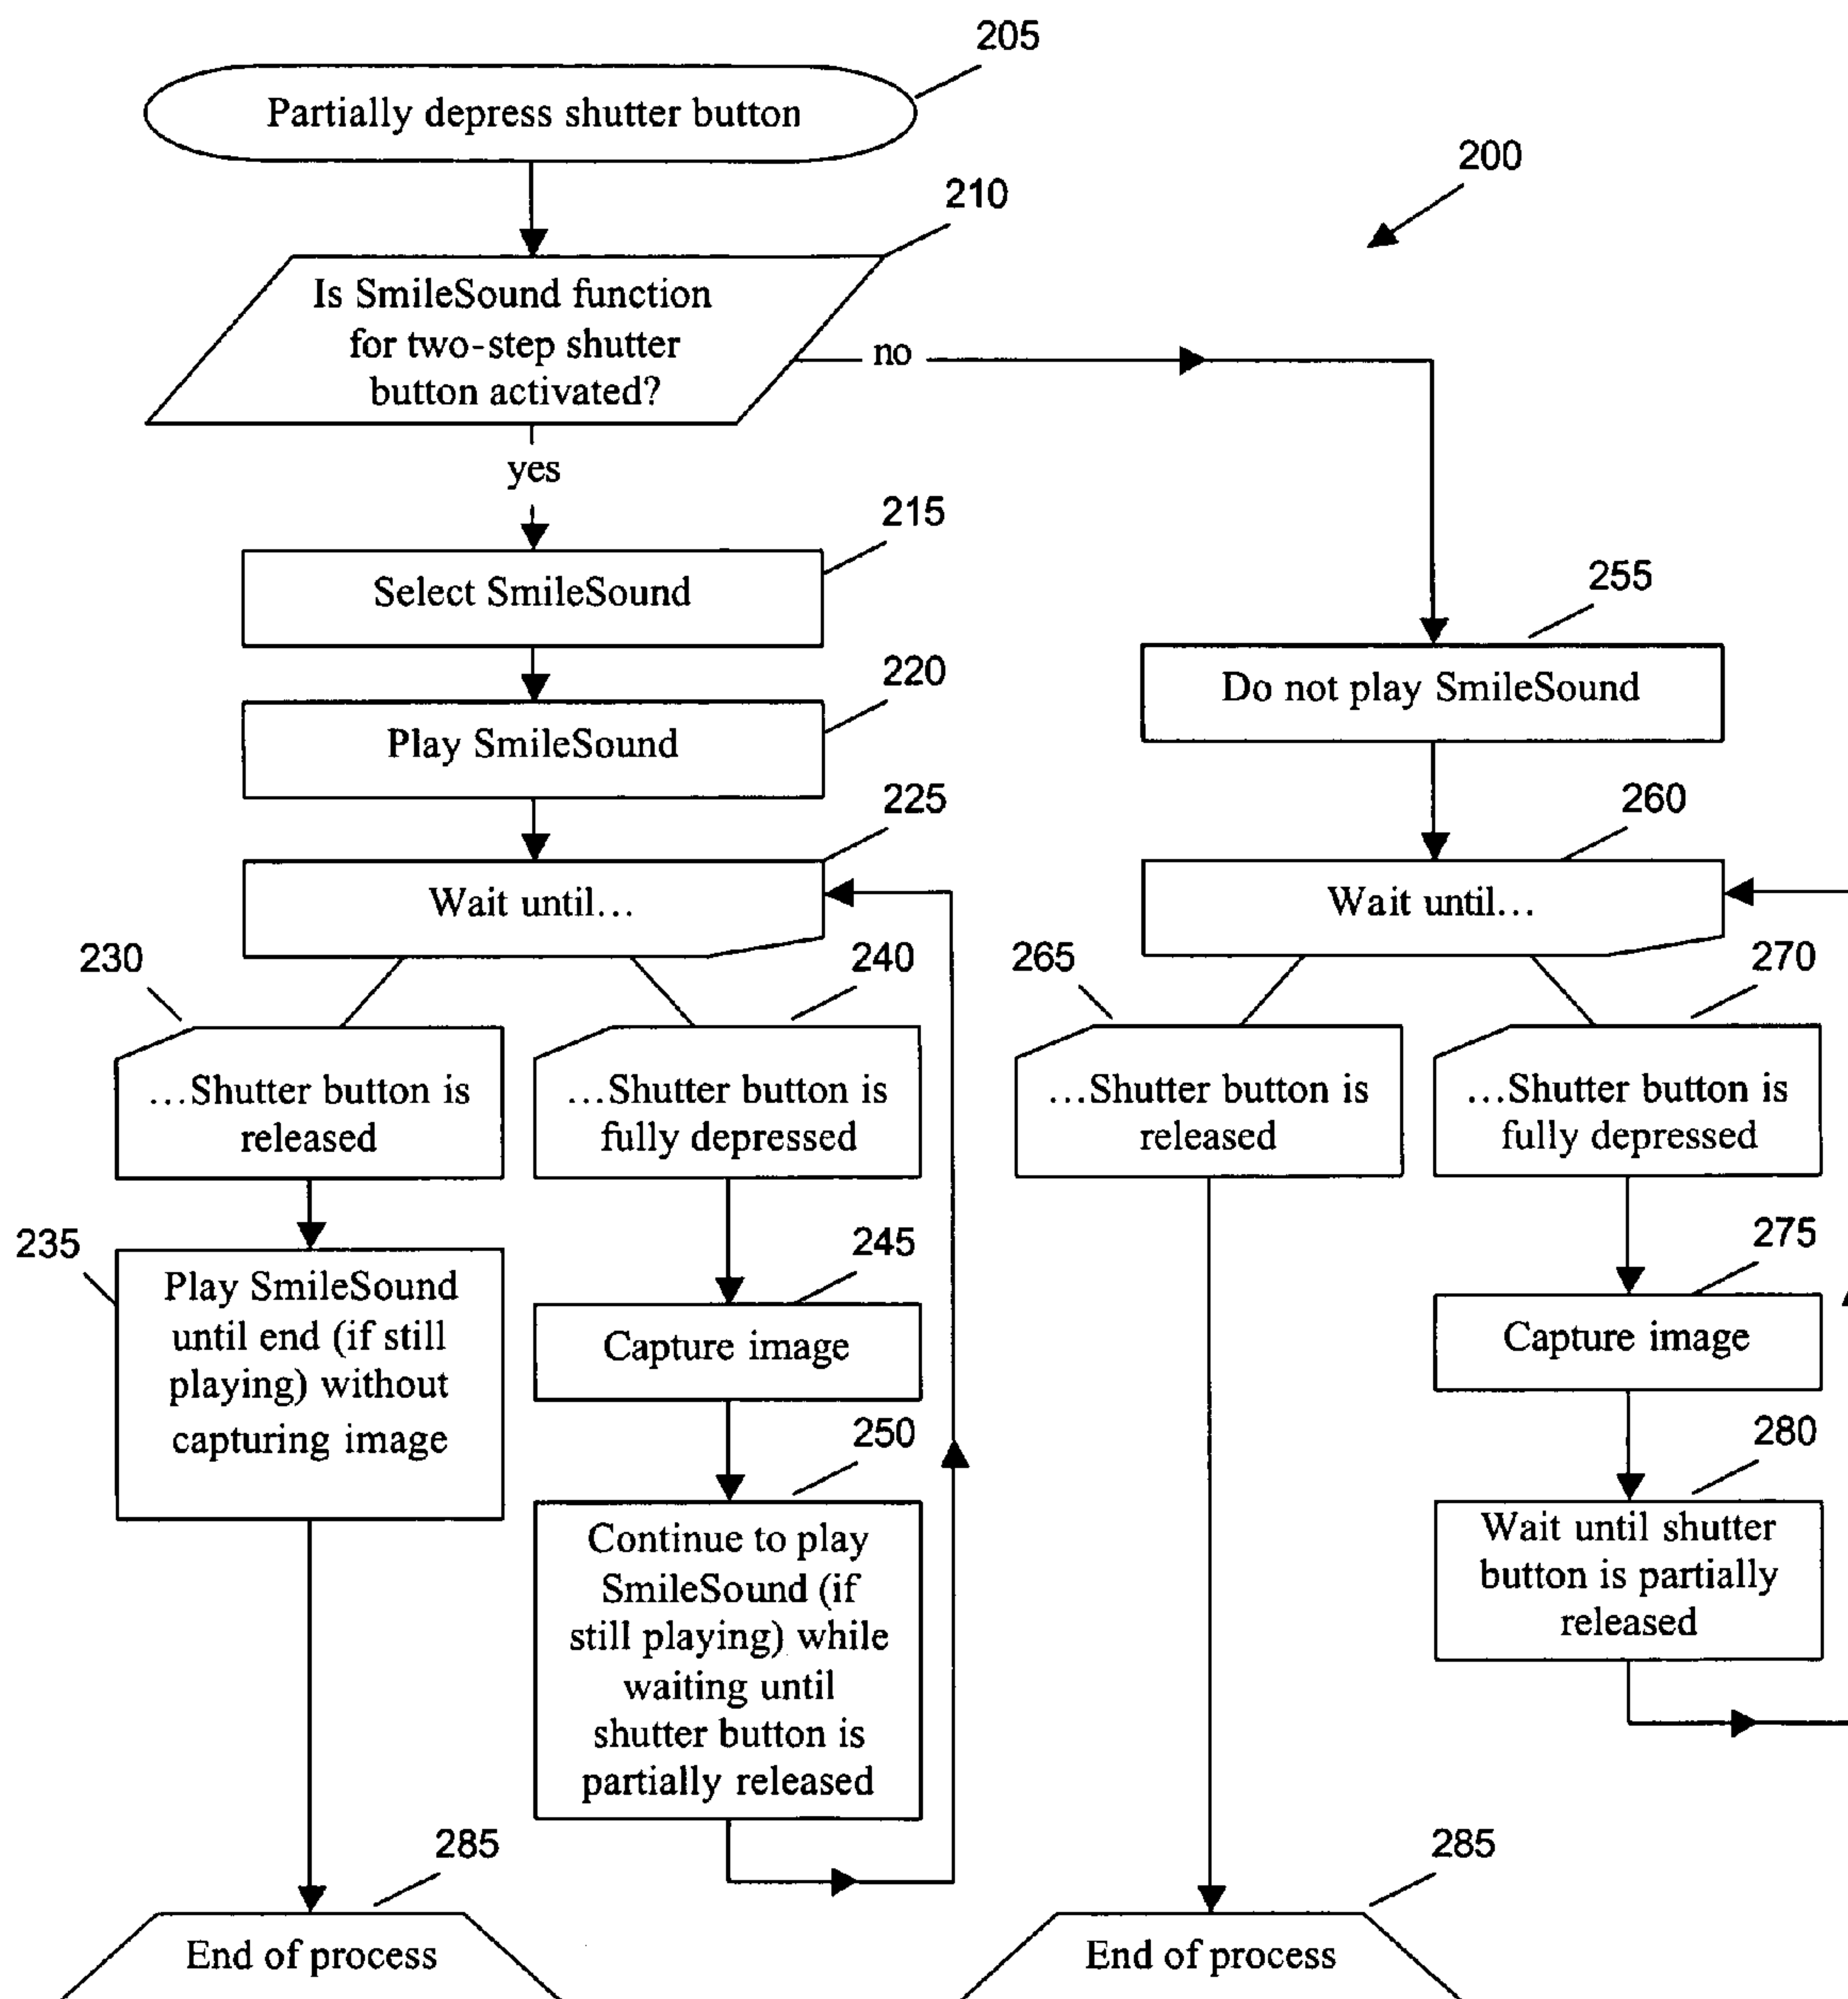 205
Partially depress shutter button
200
210
Is SmileSound function
for two-step shutter
button activated?
no
yes
215
Select SmileSound
255
Do not play SmileSound
220
Play SmileSound
225
Wait until...
260
Wait until...
230
...Shutter button is
released
240
...Shutter button is
fully depressed
265
...Shutter button is
released
270
...Shutter button is
fully depressed
235
Play SmileSound
until end (if still
playing) without
capturing image
245
Capture image
275
Capture image
250
Continue to play
SmileSound (if
still playing) while
waiting until
shutter button is
partially released
280
Wait until shutter
button is partially
released
285
End of process
285
End of process